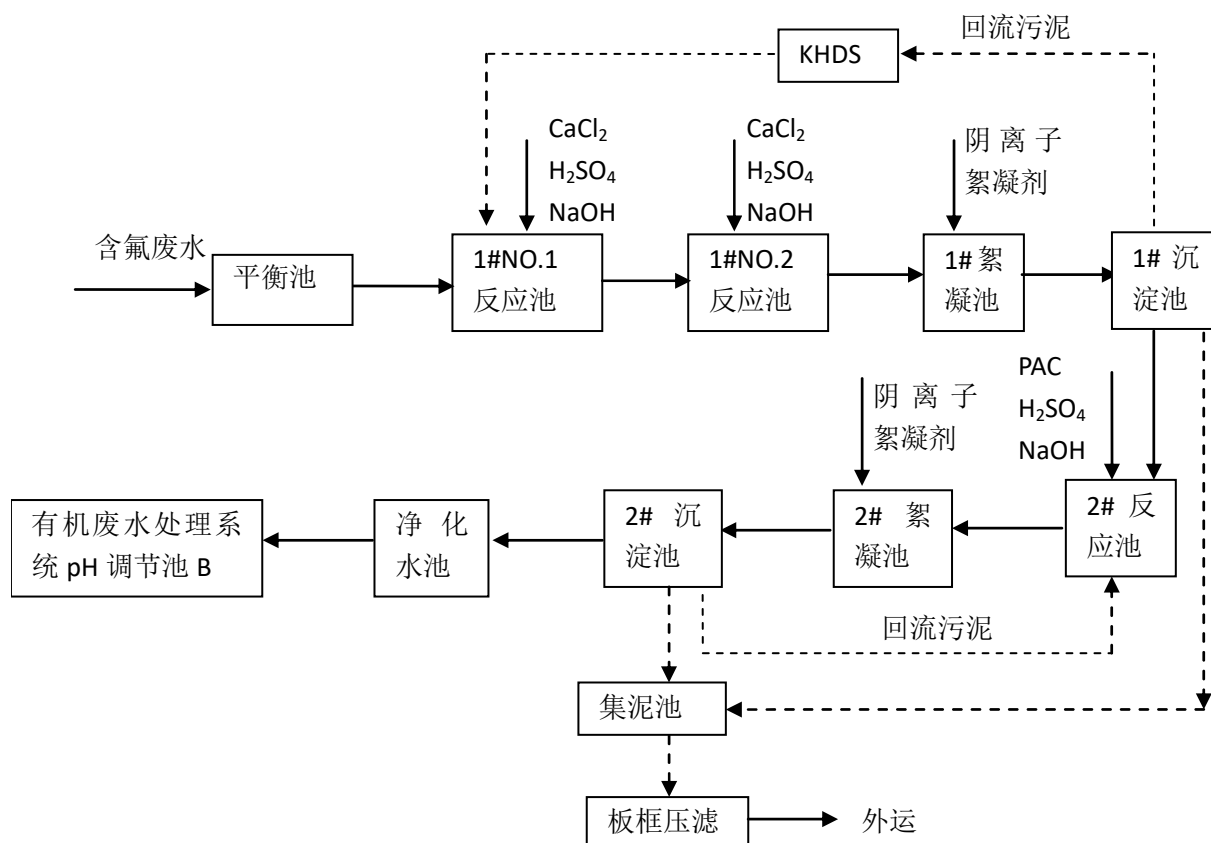 回流污泥
KHDS
CaCl₂
H₂SO₄
NaOH
CaCl₂
H₂SO₄
NaOH
阴离子
絮凝剂
含氟废水
平衡池
1#NO.1
反应池
1#NO.2
反应池
1#絮
凝池
1#沉
淀池
阴离子
絮凝剂
PAC
H₂SO₄
NaOH
有机废水处理系
统 pH 调节池 B
净化
水池
2#沉
淀池
2#絮
凝池
2#反
应池
回流污泥
集泥池
板框压滤
外运